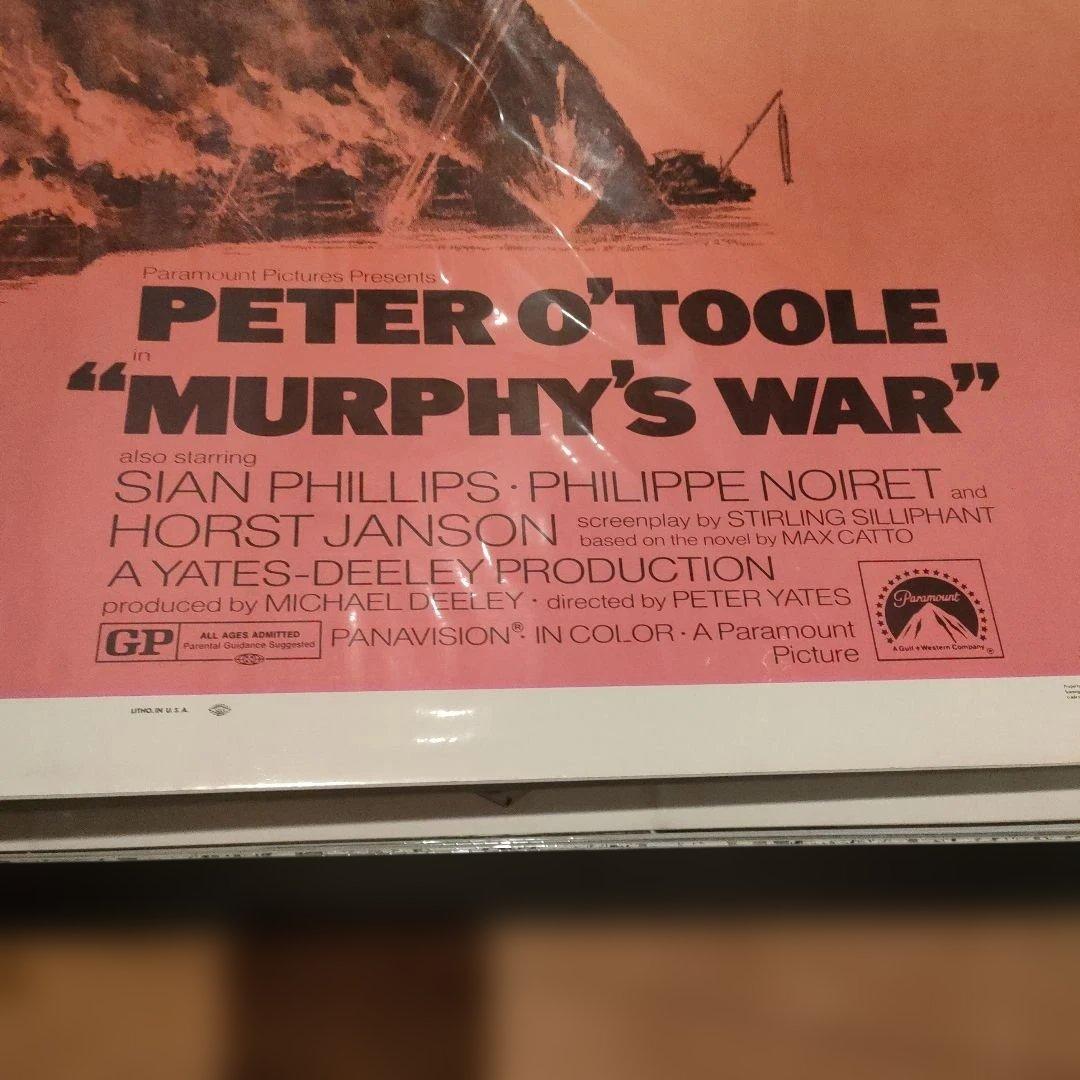 Paramount Pictures Presents
PETER O'TOOLE
in
“MURPHY'S WAR”
also starring
SIAN PHILLIPS · PHILIPPE NOIRET and
HORST JANSON screenplay by STIRLING SILLIPHANT
based on the novel by MAX CATTO
A YATES-DEELEY PRODUCTION
produced by MICHAEL DEELEY · directed by PETER YATES
GP ALL AGES ADMITTED
Parental Guidance Suggested
PANAVISION® · IN COLOR · A Paramount
Picture
Paramount
A Gulf + Western Company ®
LITHO. IN U.S.A.